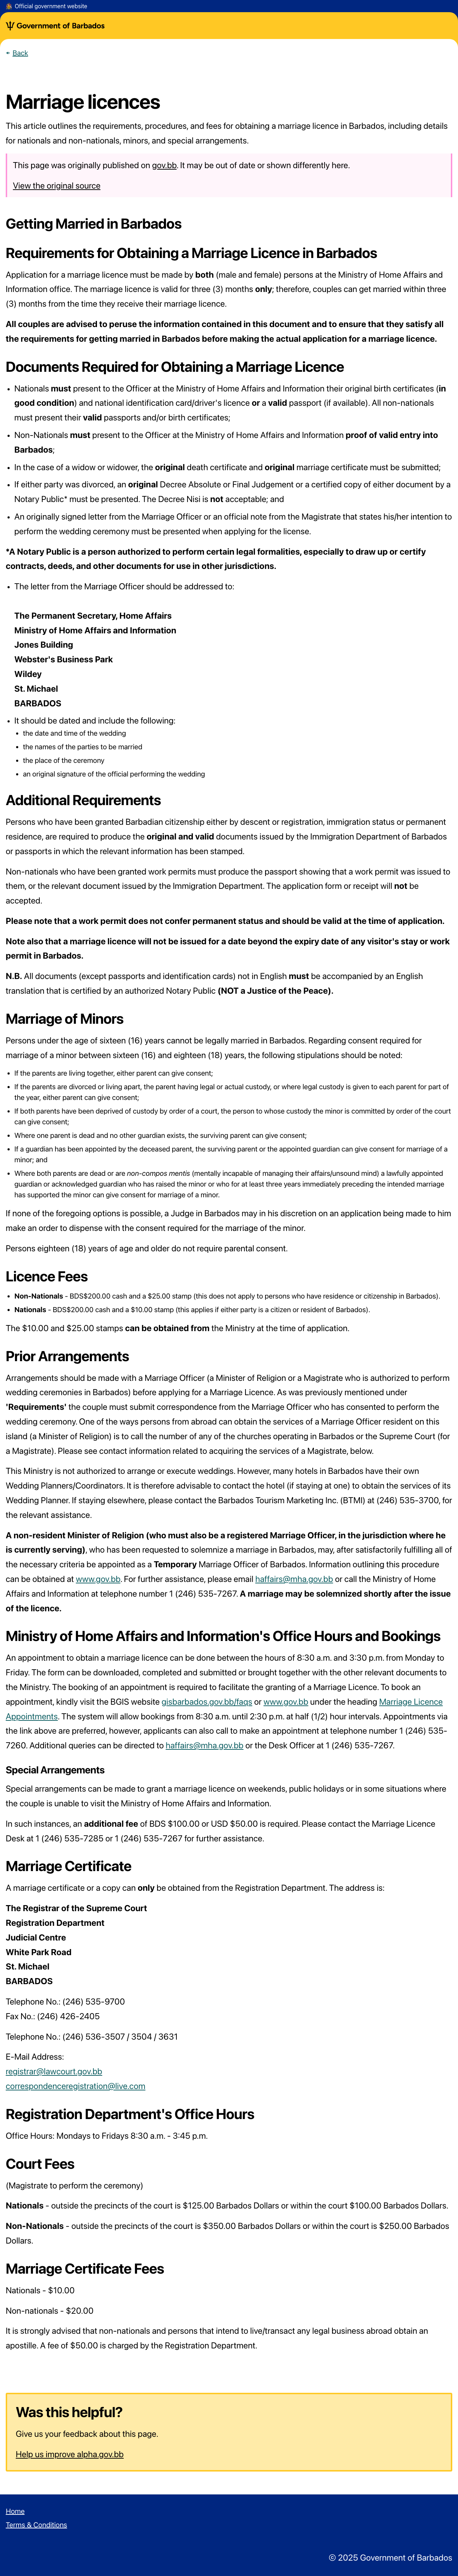 Official government website
Government of Barbados
Back
Marriage licences
This article outlines the requirements, procedures, and fees for obtaining a marriage licence in Barbados, including details
for nationals and non-nationals, minors, and special arrangements.
This page was originally published on gov.bb. It may be out of date or shown differently here.
View the original source
Getting Married in Barbados
Requirements for Obtaining a Marriage Licence in Barbados
Application for a marriage licence must be made by both (male and female) persons at the Ministry of Home Affairs and
Information office. The marriage licence is valid for three (3) months only; therefore, couples can get married within three
(3) months from the time they receive their marriage licence.
All couples are advised to peruse the information contained in this document and to ensure that they satisfy all
the requirements for getting married in Barbados before making the actual application for a marriage licence.
Documents Required for Obtaining a Marriage Licence
• Nationals must present to the Officer at the Ministry of Home Affairs and Information their original birth certificates (in
good condition) and national identification card/driver's licence or a valid passport (if available). All non-nationals
must present their valid passports and/or birth certificates;
• Non-Nationals must present to the Officer at the Ministry of Home Affairs and Information proof of valid entry into
Barbados;
• In the case of a widow or widower, the original death certificate and original marriage certificate must be submitted;
• If either party was divorced, an original Decree Absolute or Final Judgement or a certified copy of either document by a
Notary Public* must be presented. The Decree Nisi is not acceptable; and
• An originally signed letter from the Marriage Officer or an official note from the Magistrate that states his/her intention to
perform the wedding ceremony must be presented when applying for the license.
*A Notary Public is a person authorized to perform certain legal formalities, especially to draw up or certify
contracts, deeds, and other documents for use in other jurisdictions.
• The letter from the Marriage Officer should be addressed to:
The Permanent Secretary, Home Affairs
Ministry of Home Affairs and Information
Jones Building
Webster's Business Park
Wildey
St. Michael
BARBADOS
• It should be dated and include the following:
• the date and time of the wedding
• the names of the parties to be married
• the place of the ceremony
• an original signature of the official performing the wedding
Additional Requirements
Persons who have been granted Barbadian citizenship either by descent or registration, immigration status or permanent
residence, are required to produce the original and valid documents issued by the Immigration Department of Barbados
or passports in which the relevant information has been stamped.
Non-nationals who have been granted work permits must produce the passport showing that a work permit was issued to
them, or the relevant document issued by the Immigration Department. The application form or receipt will not be
accepted.
Please note that a work permit does not confer permanent status and should be valid at the time of application.
Note also that a marriage licence will not be issued for a date beyond the expiry date of any visitor's stay or work
permit in Barbados.
N.B. All documents (except passports and identification cards) not in English must be accompanied by an English
translation that is certified by an authorized Notary Public (NOT a Justice of the Peace).
Marriage of Minors
Persons under the age of sixteen (16) years cannot be legally married in Barbados. Regarding consent required for
marriage of a minor between sixteen (16) and eighteen (18) years, the following stipulations should be noted:
• If the parents are living together, either parent can give consent;
• If the parents are divorced or living apart, the parent having legal or actual custody, or where legal custody is given to each parent for part of
the year, either parent can give consent;
• If both parents have been deprived of custody by order of a court, the person to whose custody the minor is committed by order of the court
can give consent;
• Where one parent is dead and no other guardian exists, the surviving parent can give consent;
• If a guardian has been appointed by the deceased parent, the surviving parent or the appointed guardian can give consent for marriage of a
minor; and
• Where both parents are dead or are non-compos mentis (mentally incapable of managing their affairs/unsound mind) a lawfully appointed
guardian or acknowledged guardian who has raised the minor or who for at least three years immediately preceding the intended marriage
has supported the minor can give consent for marriage of a minor.
If none of the foregoing options is possible, a Judge in Barbados may in his discretion on an application being made to him
make an order to dispense with the consent required for the marriage of the minor.
Persons eighteen (18) years of age and older do not require parental consent.
Licence Fees
• Non-Nationals - BDS$200.00 cash and a $25.00 stamp (this does not apply to persons who have residence or citizenship in Barbados).
• Nationals - BDS$200.00 cash and a $10.00 stamp (this applies if either party is a citizen or resident of Barbados).
The $10.00 and $25.00 stamps can be obtained from the Ministry at the time of application.
Prior Arrangements
Arrangements should be made with a Marriage Officer (a Minister of Religion or a Magistrate who is authorized to perform
wedding ceremonies in Barbados) before applying for a Marriage Licence. As was previously mentioned under
'Requirements' the couple must submit correspondence from the Marriage Officer who has consented to perform the
wedding ceremony. One of the ways persons from abroad can obtain the services of a Marriage Officer resident on this
island (a Minister of Religion) is to call the number of any of the churches operating in Barbados or the Supreme Court (for
a Magistrate). Please see contact information related to acquiring the services of a Magistrate, below.
This Ministry is not authorized to arrange or execute weddings. However, many hotels in Barbados have their own
Wedding Planners/Coordinators. It is therefore advisable to contact the hotel (if staying at one) to obtain the services of its
Wedding Planner. If staying elsewhere, please contact the Barbados Tourism Marketing Inc. (BTMI) at (246) 535-3700, for
the relevant assistance.
A non-resident Minister of Religion (who must also be a registered Marriage Officer, in the jurisdiction where he
is currently serving), who has been requested to solemnize a marriage in Barbados, may, after satisfactorily fulfilling all of
the necessary criteria be appointed as a Temporary Marriage Officer of Barbados. Information outlining this procedure
can be obtained at www.gov.bb. For further assistance, please email haffairs@mha.gov.bb or call the Ministry of Home
Affairs and Information at telephone number 1 (246) 535-7267. A marriage may be solemnized shortly after the issue
of the licence.
Ministry of Home Affairs and Information's Office Hours and Bookings
An appointment to obtain a marriage licence can be done between the hours of 8:30 a.m. and 3:30 p.m. from Monday to
Friday. The form can be downloaded, completed and submitted or brought together with the other relevant documents to
the Ministry. The booking of an appointment is required to facilitate the granting of a Marriage Licence. To book an
appointment, kindly visit the BGIS website gisbarbados.gov.bb/faqs or www.gov.bb under the heading Marriage Licence
Appointments. The system will allow bookings from 8:30 a.m. until 2:30 p.m. at half (1/2) hour intervals. Appointments via
the link above are preferred, however, applicants can also call to make an appointment at telephone number 1 (246) 535-
7260. Additional queries can be directed to haffairs@mha.gov.bb or the Desk Officer at 1 (246) 535-7267.
Special Arrangements
Special arrangements can be made to grant a marriage licence on weekends, public holidays or in some situations where
the couple is unable to visit the Ministry of Home Affairs and Information.
In such instances, an additional fee of BDS $100.00 or USD $50.00 is required. Please contact the Marriage Licence
Desk at 1 (246) 535-7285 or 1 (246) 535-7267 for further assistance.
Marriage Certificate
A marriage certificate or a copy can only be obtained from the Registration Department. The address is:
The Registrar of the Supreme Court
Registration Department
Judicial Centre
White Park Road
St. Michael
BARBADOS
Telephone No.: (246) 535-9700
Fax No.: (246) 426-2405
Telephone No.: (246) 536-3507 / 3504 / 3631
E-Mail Address:
registrar@lawcourt.gov.bb
correspondenceregistration@live.com
Registration Department's Office Hours
Office Hours: Mondays to Fridays 8:30 a.m. - 3:45 p.m.
Court Fees
(Magistrate to perform the ceremony)
Nationals - outside the precincts of the court is $125.00 Barbados Dollars or within the court $100.00 Barbados Dollars.
Non-Nationals - outside the precincts of the court is $350.00 Barbados Dollars or within the court is $250.00 Barbados
Dollars.
Marriage Certificate Fees
Nationals - $10.00
Non-nationals - $20.00
It is strongly advised that non-nationals and persons that intend to live/transact any legal business abroad obtain an
apostille. A fee of $50.00 is charged by the Registration Department.
Was this helpful?
Give us your feedback about this page.
Help us improve alpha.gov.bb
Home
Terms & Conditions
© 2025 Government of Barbados